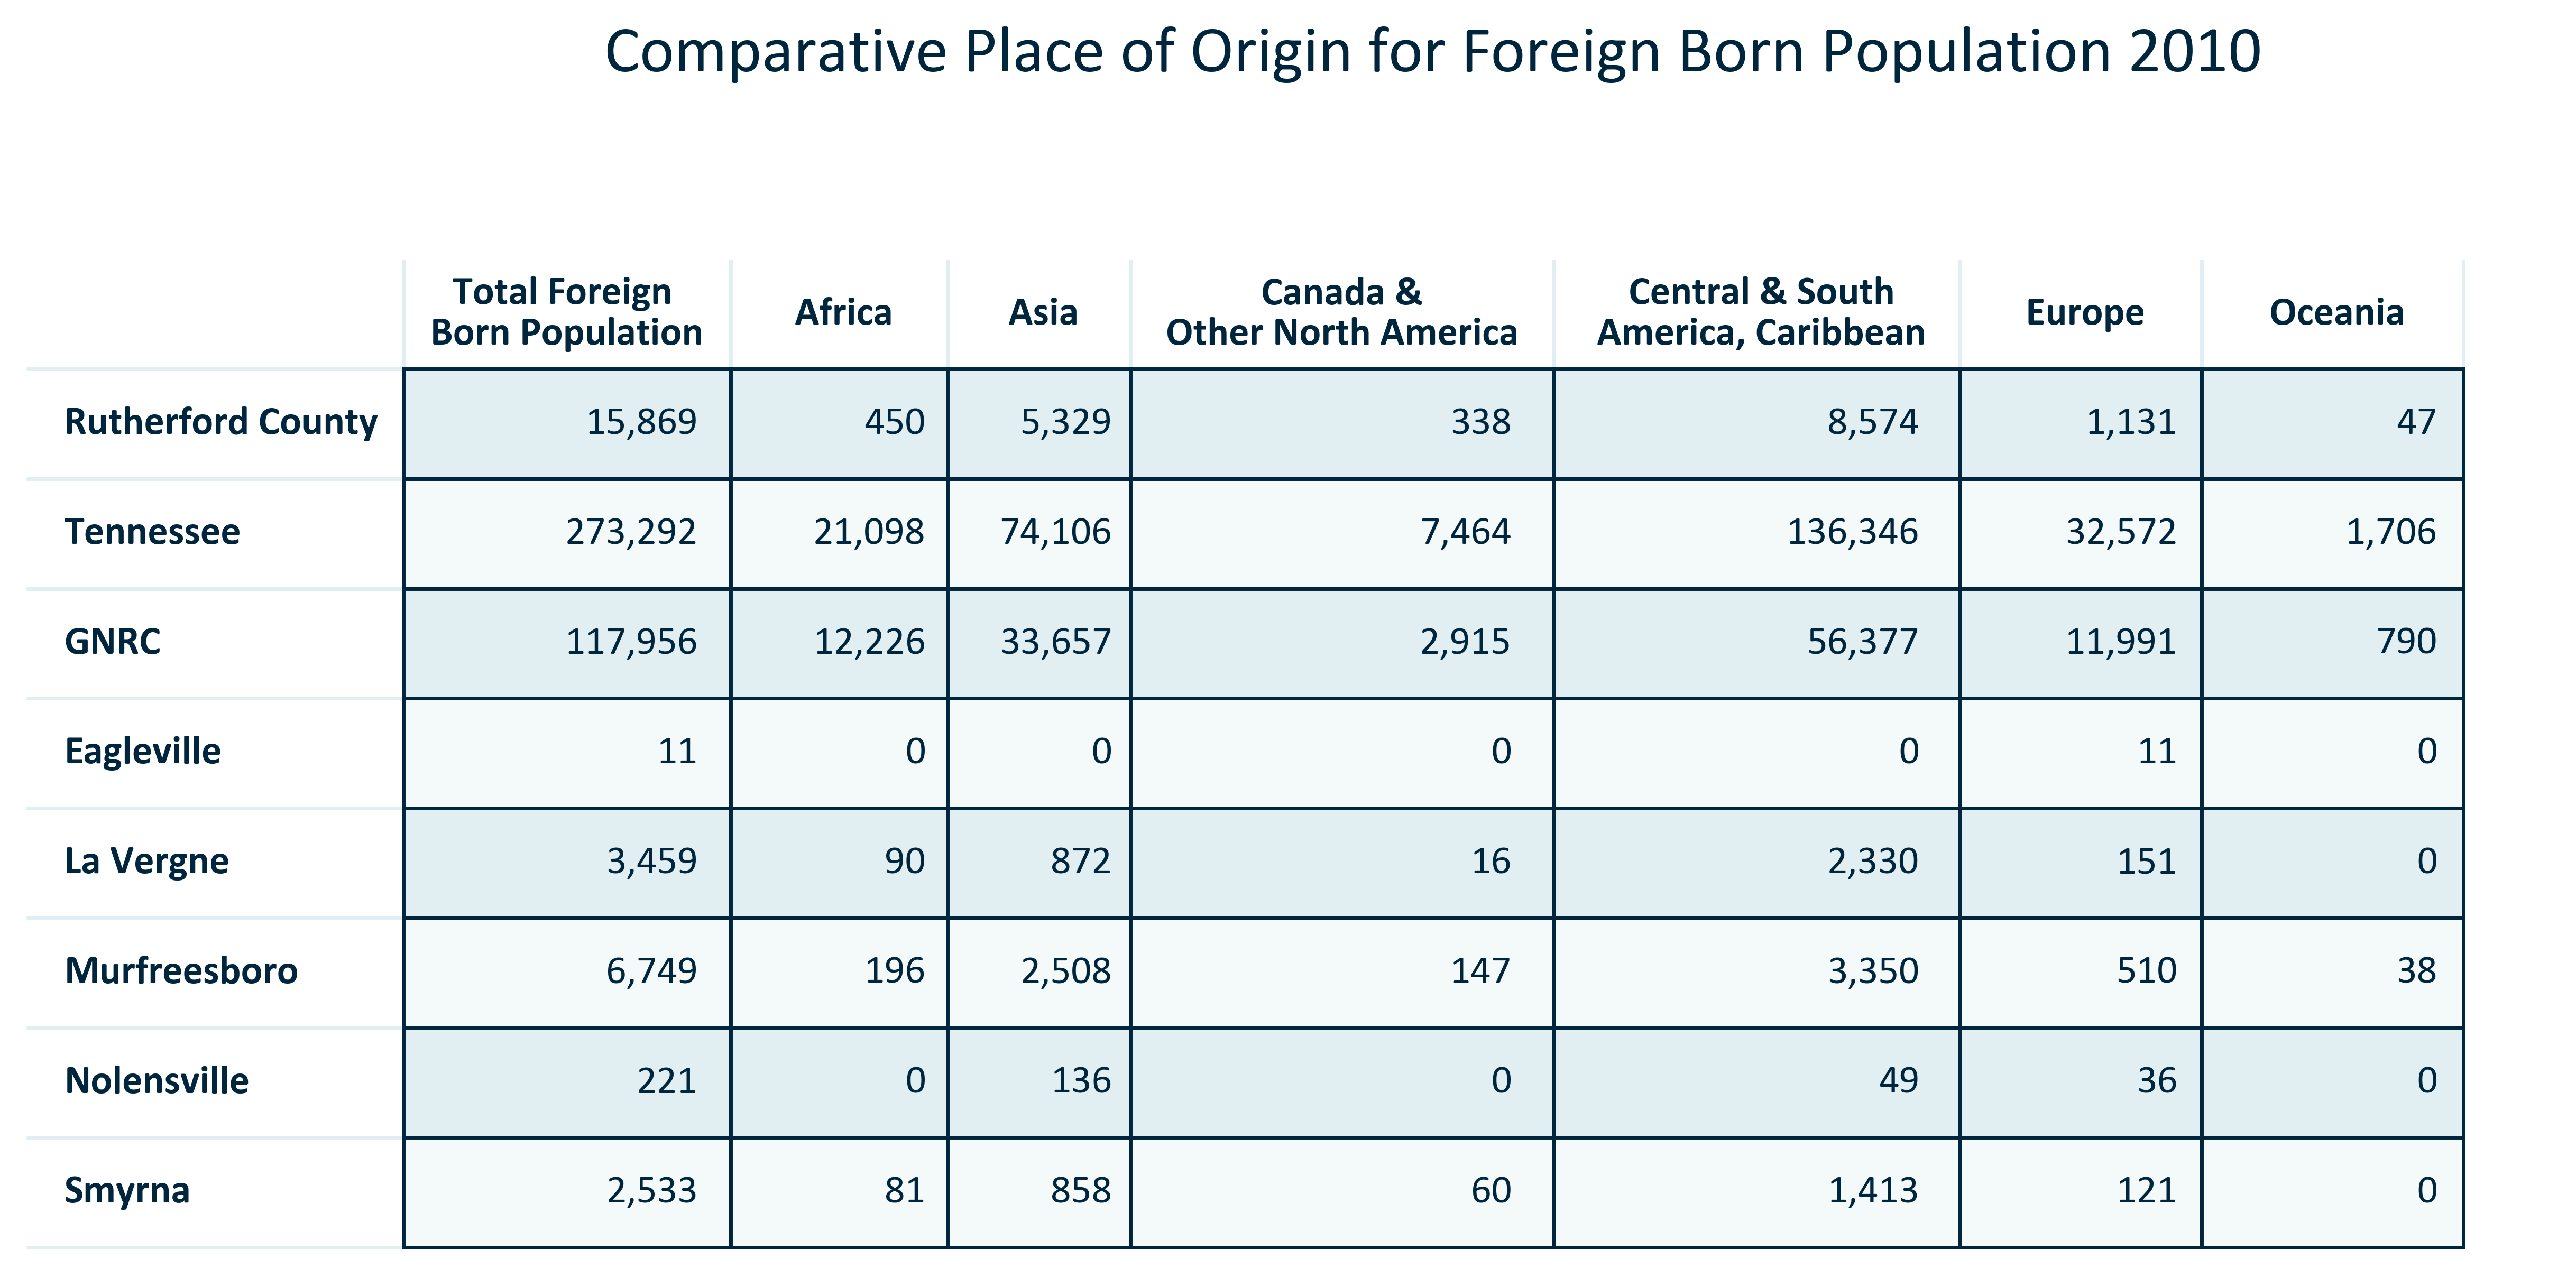 Comparative Place of Origin for Foreign Born Population 2010
Total Foreign
Born Population
Africa
Asia
Canada &
Other North America
Central & South
America, Caribbean
Europe
Oceania
Rutherford County 15,869 450 5,329 338 8,574 1,131 47
Tennessee 273,292 21,098 74,106 7,464 136,346 32,572 1,706
GNRC 117,956 12,226 33,657 2,915 56,377 11,991 790
Eagleville 11 0 0 0 0 11 0
La Vergne 3,459 90 872 16 2,330 151 0
Murfreesboro 6,749 196 2,508 147 3,350 510 38
Nolensville 221 0 136 0 49 36 0
Smyrna 2,533 81 858 60 1,413 121 0